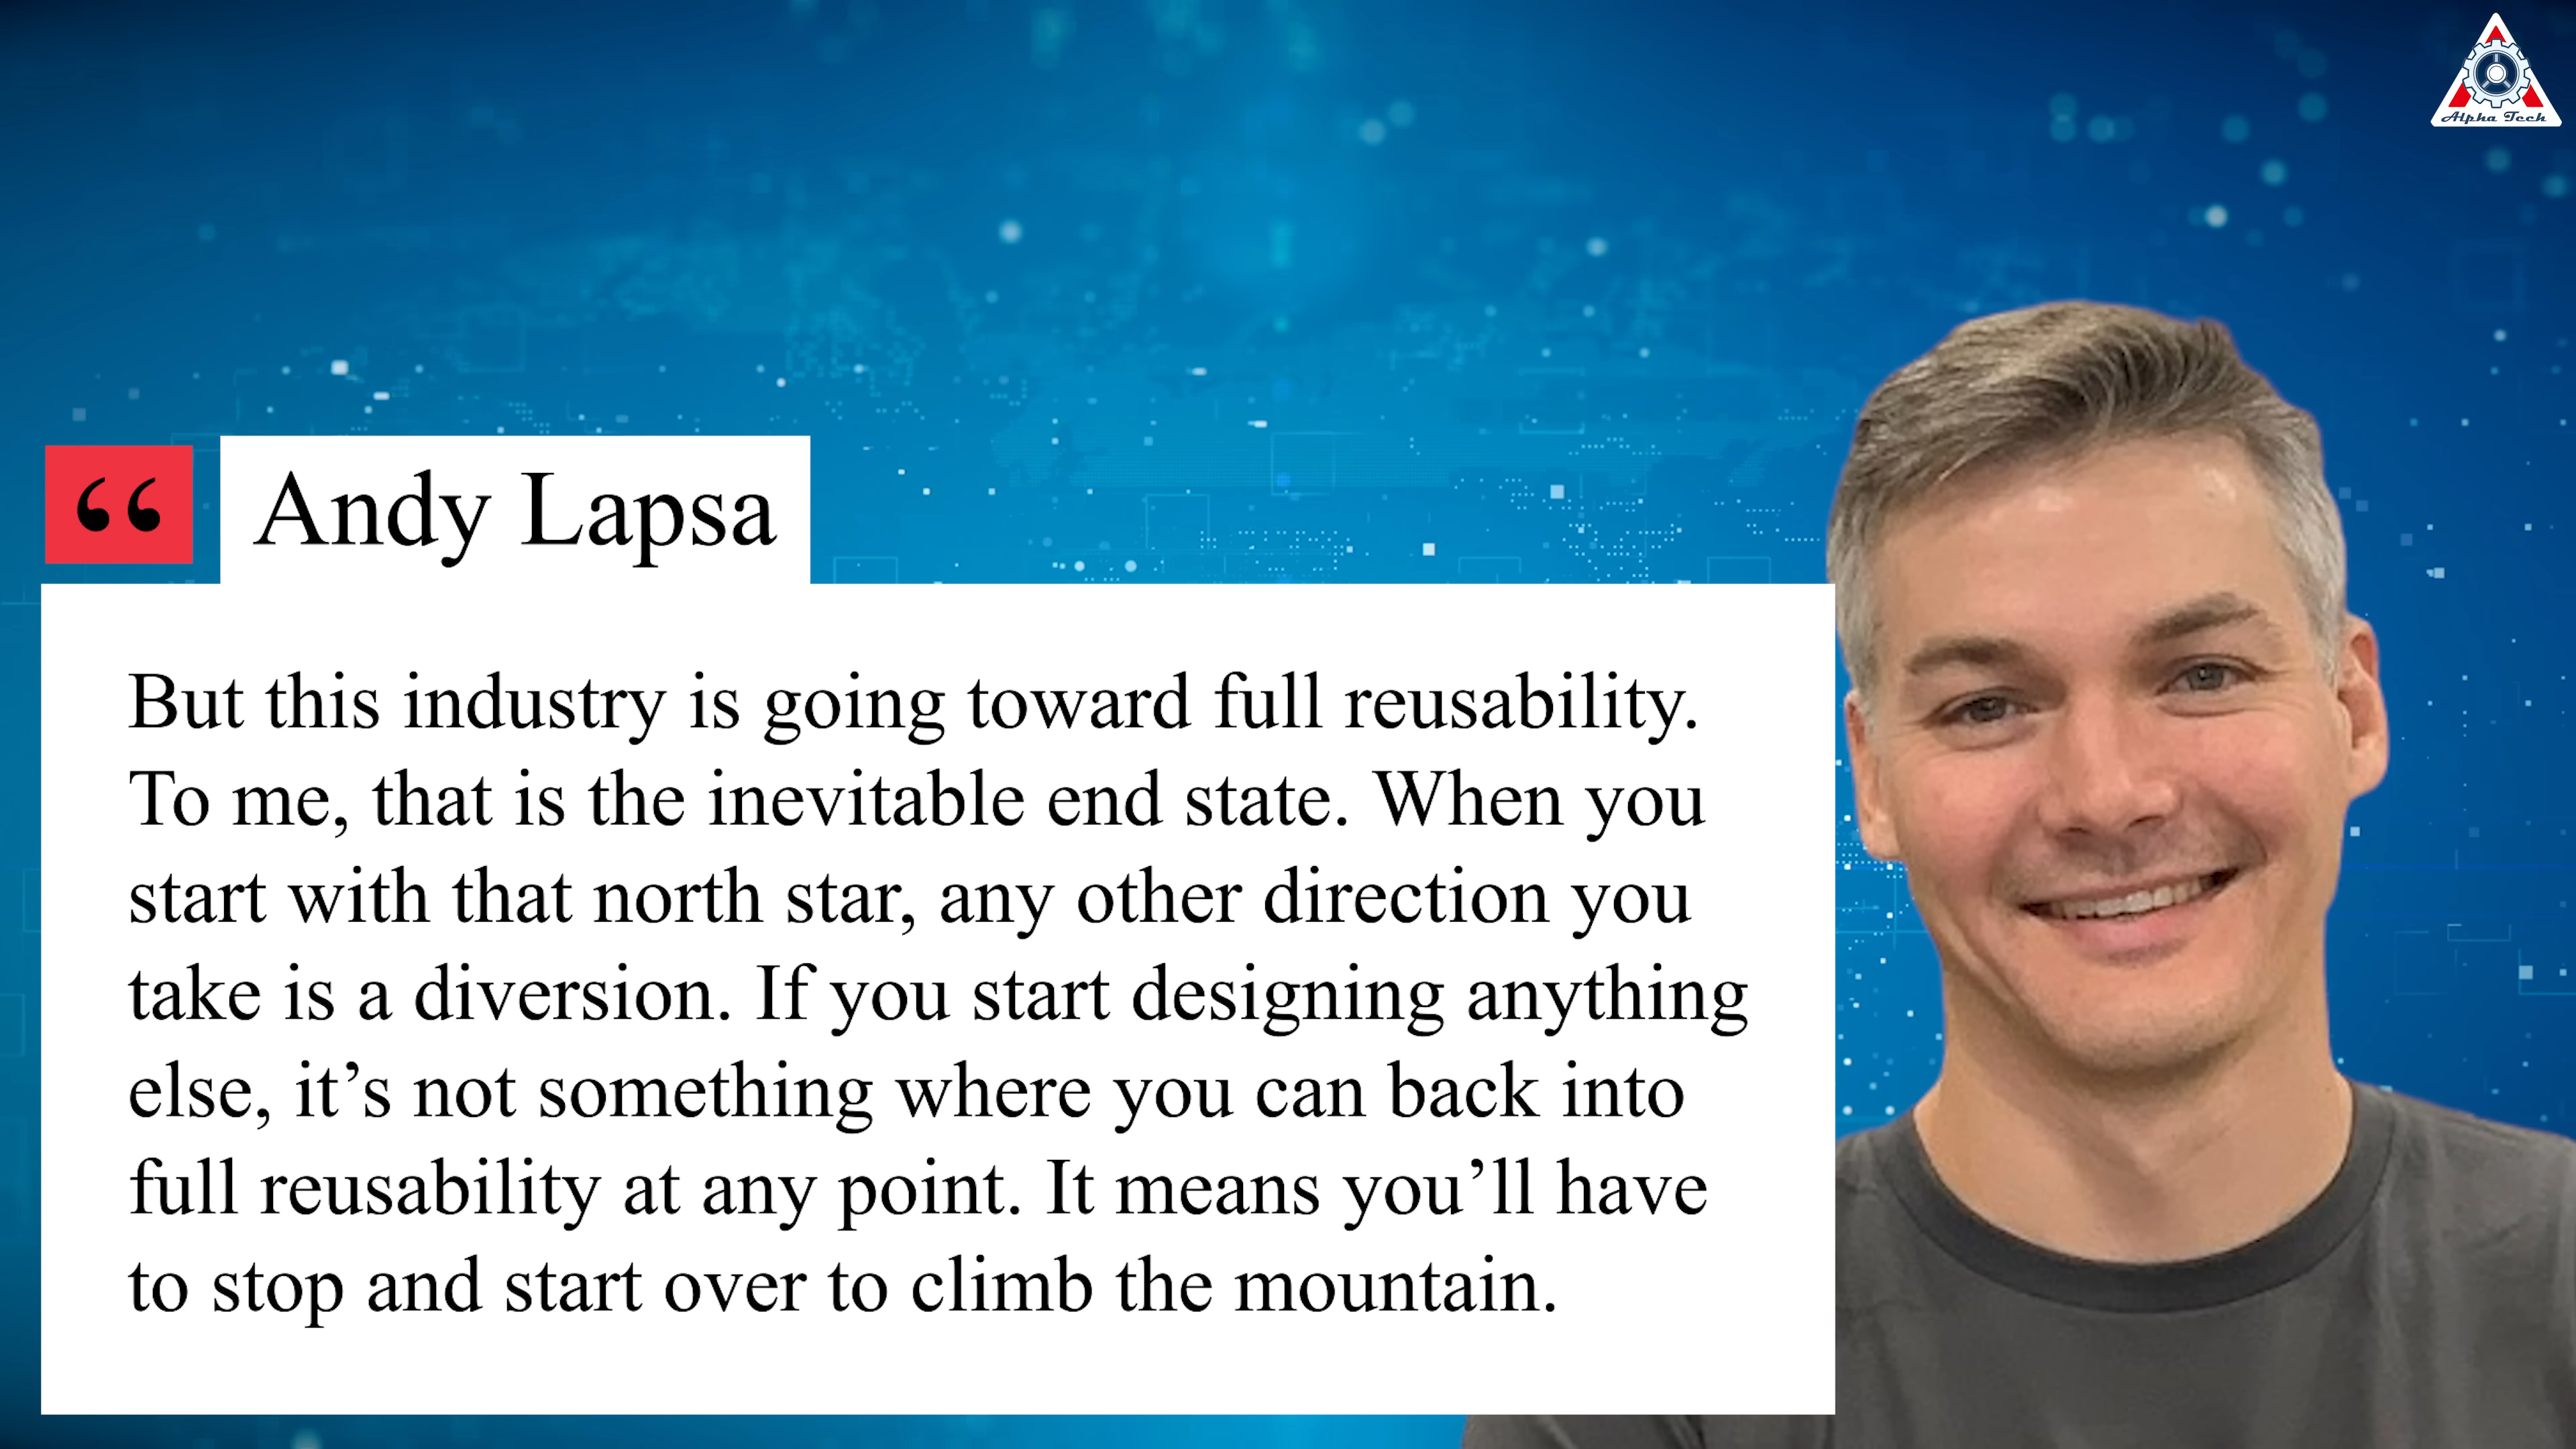 Alpha Tech
“
Andy Lapsa
But this industry is going toward full reusability.
To me, that is the inevitable end state. When you
start with that north star, any other direction you
take is a diversion. If you start designing anything
else, it’s not something where you can back into
full reusability at any point. It means you’ll have
to stop and start over to climb the mountain.